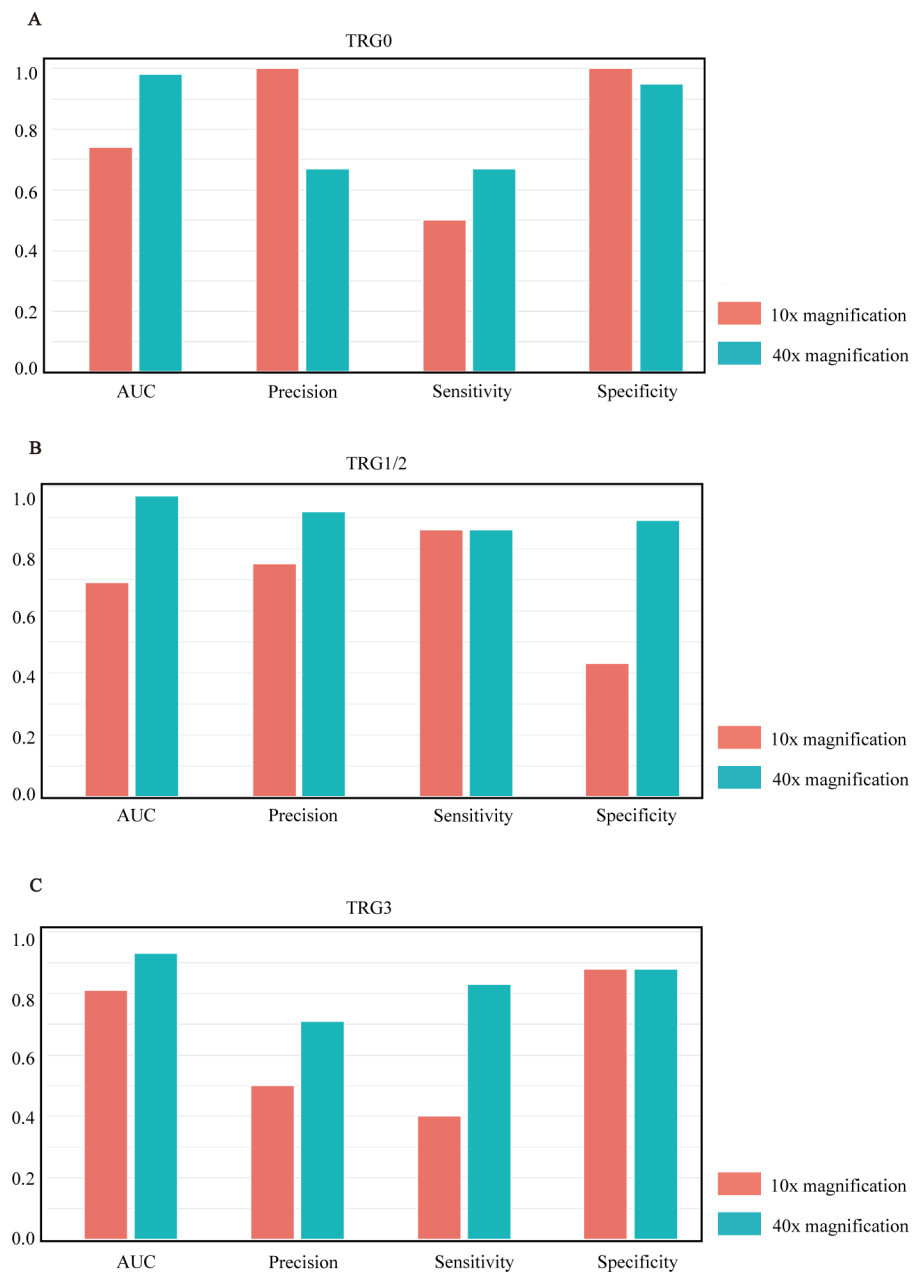 A
TRG0
1.0
0.8
0.6
0.4
0.2
0.0
AUC Precision Sensitivity Specificity
10x magnification
40x magnification
B
TRG1/2
1.0
0.8
0.6
0.4
0.2
0.0
AUC Precision Sensitivity Specificity
10x magnification
40x magnification
C
TRG3
1.0
0.8
0.6
0.4
0.2
0.0
AUC Precision Sensitivity Specificity
10x magnification
40x magnification